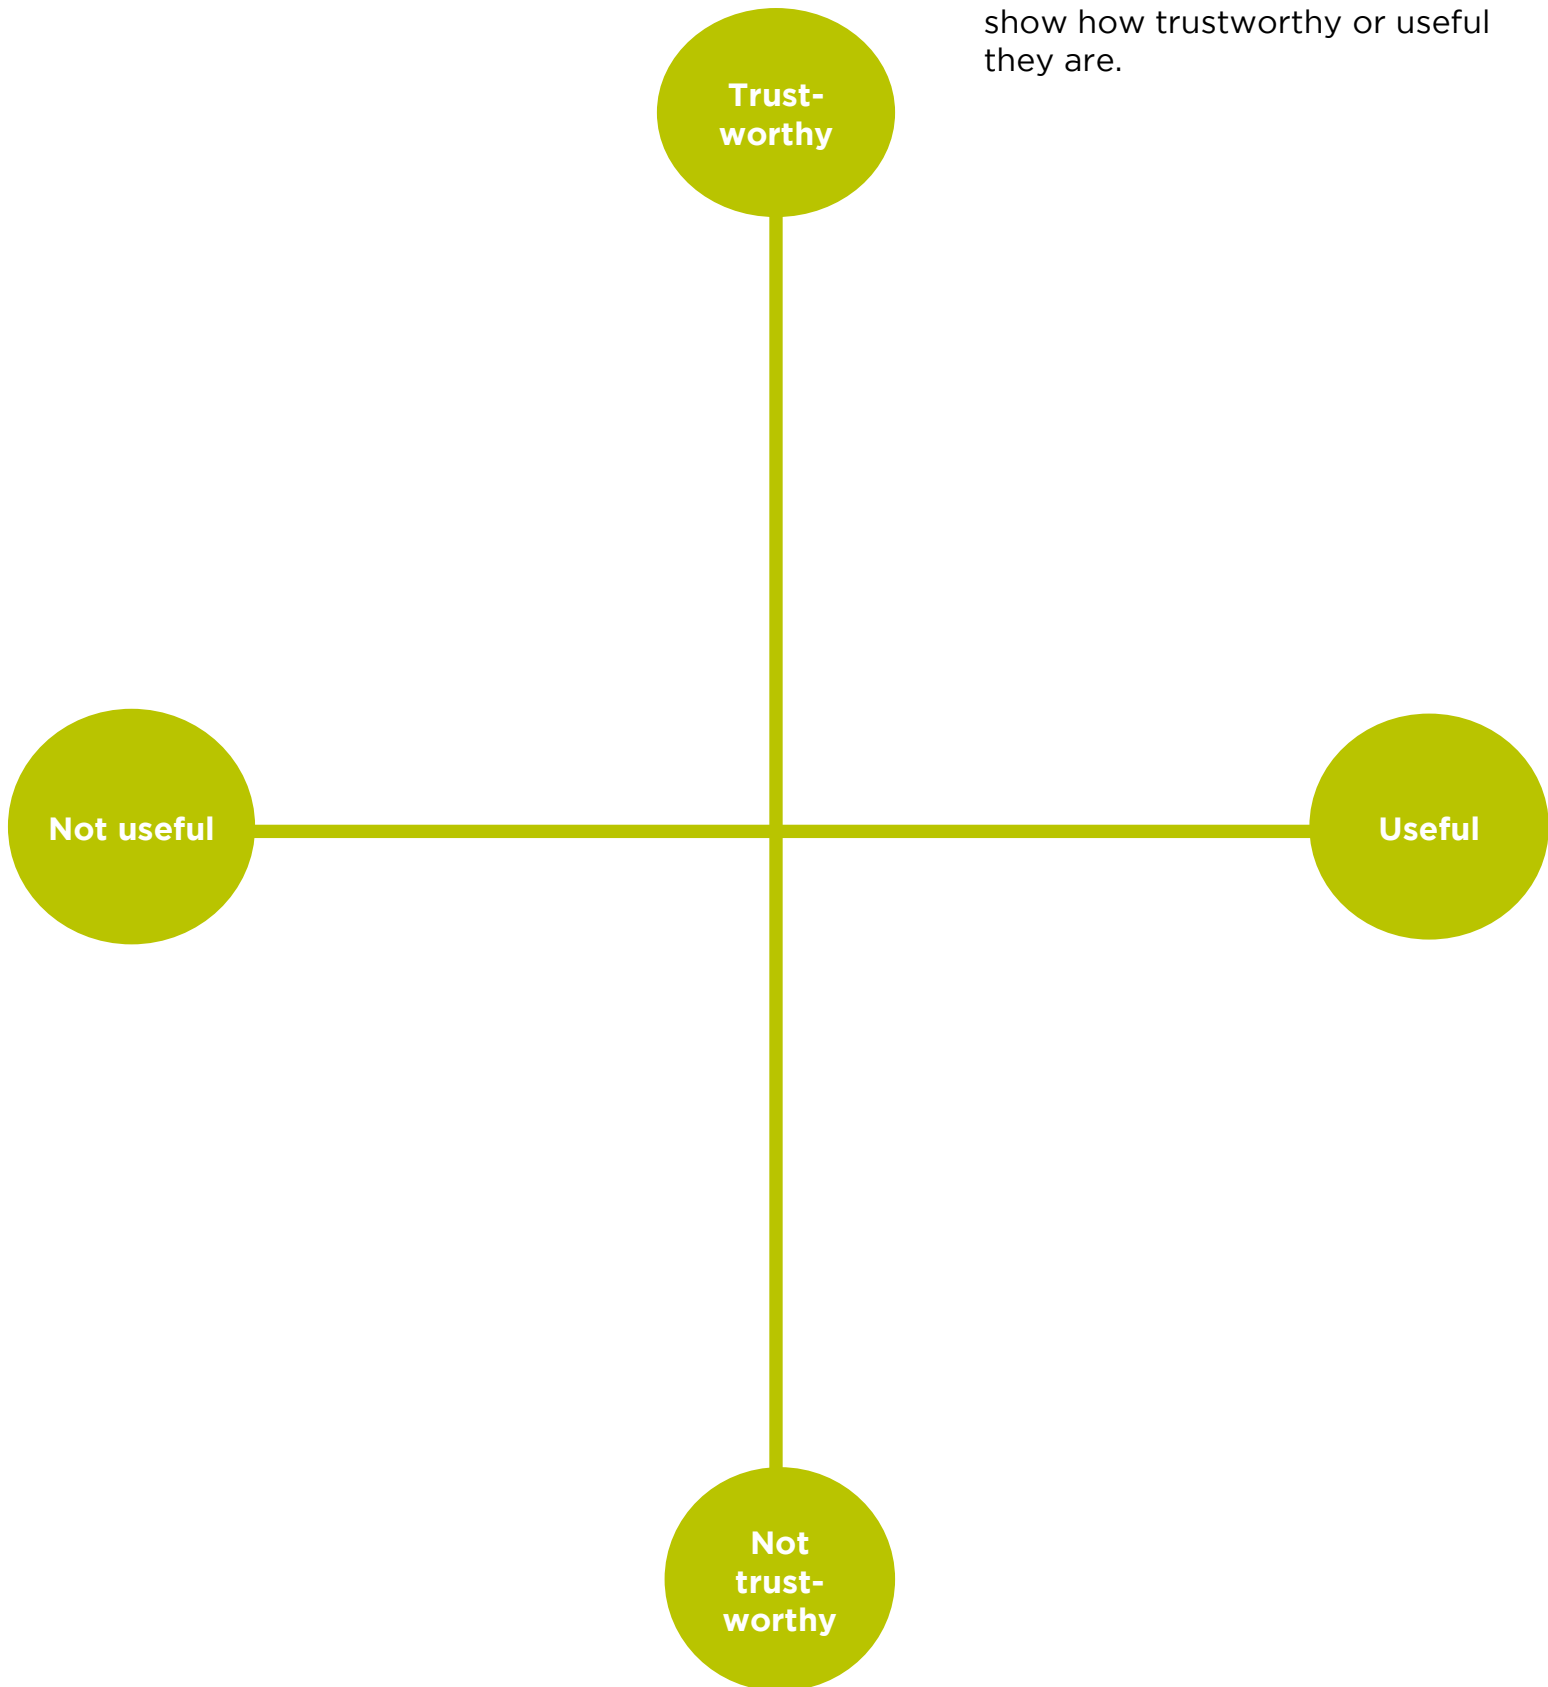 show how trustworthy or useful
they are.
Trust-
worthy
Not useful
Useful
Not
trust-
worthy